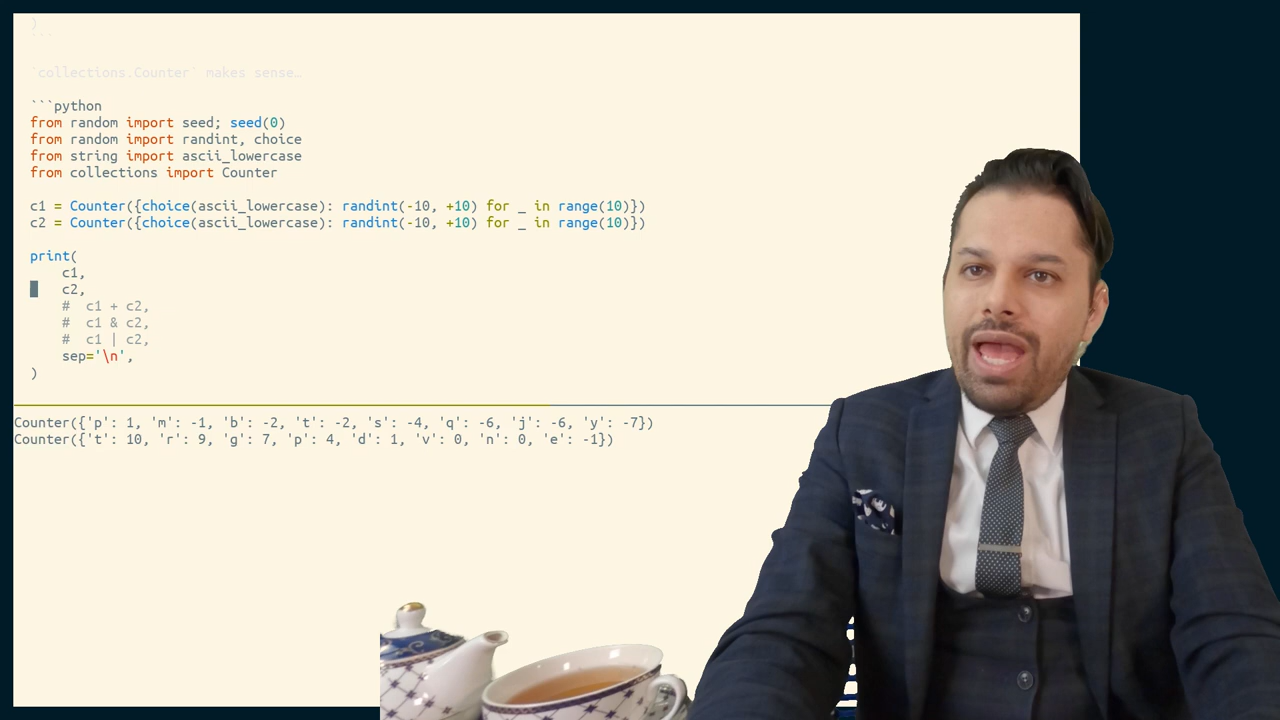 )
```
`collections.Counter` makes sense…
```python
from random import seed; seed(0)
from random import randint, choice
from string import ascii_lowercase
from collections import Counter
c1 = Counter({choice(ascii_lowercase): randint(-10, +10) for _ in range(10)})
c2 = Counter({choice(ascii_lowercase): randint(-10, +10) for _ in range(10)})
print(
    c1,
    c2,
    #  c1 + c2,
    #  c1 & c2,
    #  c1 | c2,
    sep='\n',
)
Counter({'p': 1, 'm': -1, 'b': -2, 't': -2, 's': -4, 'q': -6, 'j': -6, 'y': -7})
Counter({'t': 10, 'r': 9, 'g': 7, 'p': 4, 'd': 1, 'v': 0, 'n': 0, 'e': -1})